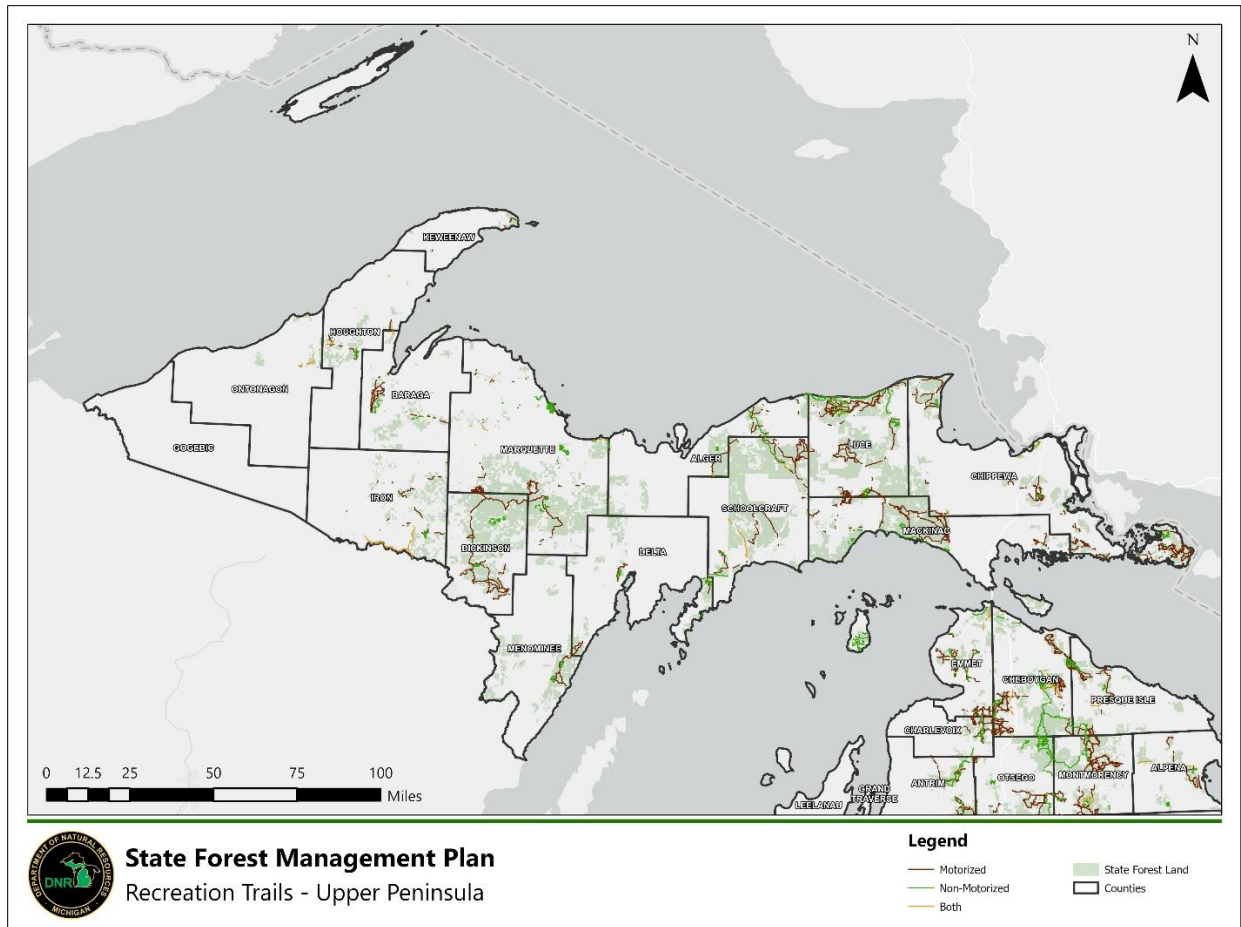 N
KEWEENAW
HOUGHTON
ONTONAGON
BARAGA
GOGEBIC
MARQUETTE
ALGER
LUCE
CHIPPEWA
IRON
SCHOOLCRAFT
MACKINAC
DICKINSON
DELTA
MENOMINEE
EMMET
CHEBOYGAN
PRESQUE ISLE
CHARLEVOIX
ANTRIM
OTSEGO
MONTMORENCY
ALPENA
LEELANAU
GRAND
TRAVERSE
0 12.5 25 50 75 100
Miles
DEPARTMENT OF NATURAL RESOURCES
DNR
MICHIGAN
State Forest Management Plan
Recreation Trails - Upper Peninsula
Legend
Motorized
Non-Motorized
Both
State Forest Land
Counties